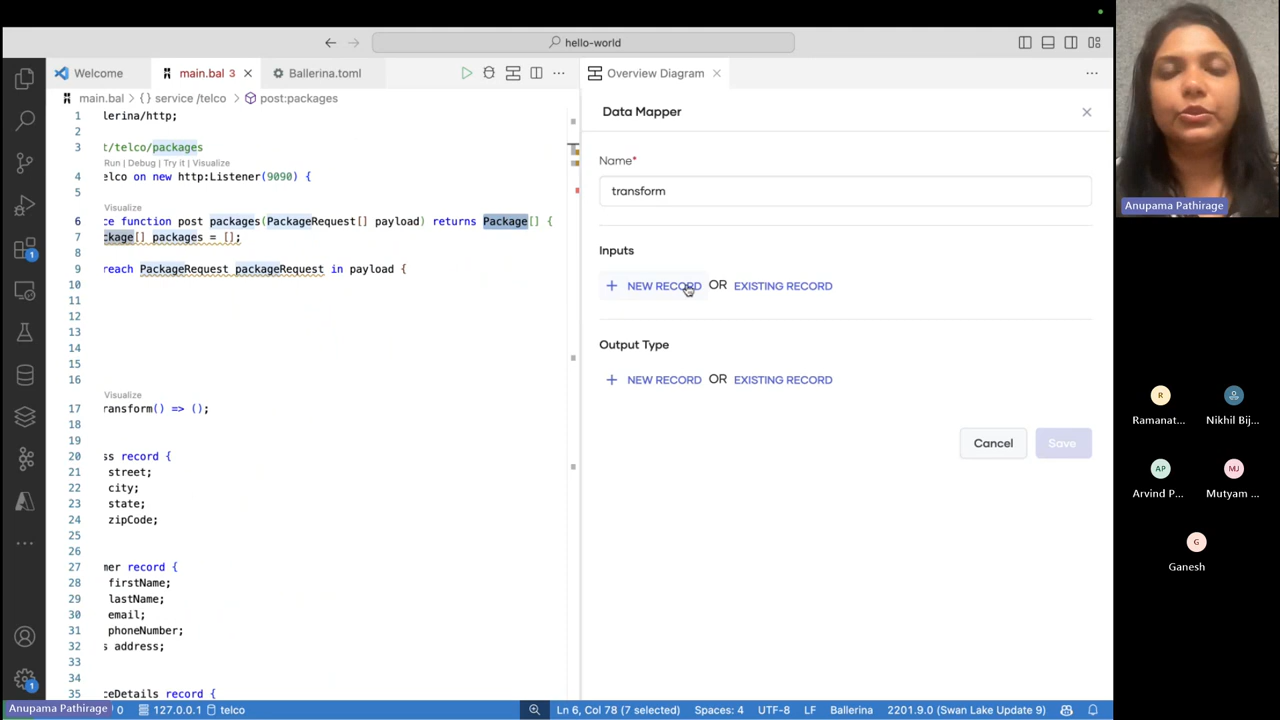 hello-world
Welcome
main.bal 3
Ballerina.toml
Overview Diagram
main.bal > {} service /telco > post:packages
1 llerina/http;
2
3 t/telco/packages
Run | Debug | Try it | Visualize
4 elco on new http:Listener(9090) {
5
Visualize
6 ce function post packages(PackageRequest[] payload) returns Package[] {
7 ckage[] packages = [];
8
9 reach PackageRequest packageRequest in payload {
10
11
12
13
14
15
16
Visualize
17 ransform() => ();
18
19
20 ss record {
21 street;
22 city;
23 state;
24 zipCode;
25
26
27 mer record {
28 firstName;
29 lastName;
30 email;
31 phoneNumber;
32 s address;
33
34
35 ceDetails record {
Data Mapper
Name*
transform
Inputs
+ NEW RECORD OR EXISTING RECORD
Output Type
+ NEW RECORD OR EXISTING RECORD
Cancel
Save
1
1
Anupama Pathirage
0
127.0.0.1
telco
Ln 6, Col 78 (7 selected)
Spaces: 4
UTF-8
LF
Ballerina
2201.9.0 (Swan Lake Update 9)
Anupama Pathirage
R
Ramanat...
Nikhil Bij...
AP
Arvind P...
MJ
Mutyam ...
G
Ganesh